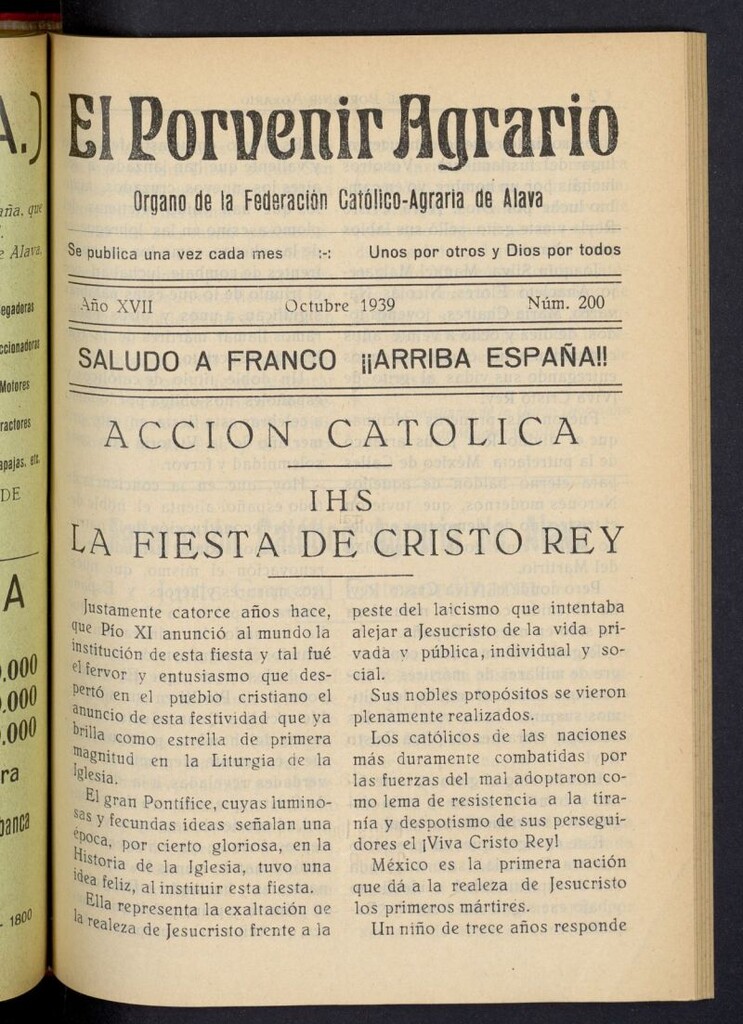 A.)
aña, que
e Alava.
egadoras
ccionadoras
Motores
ractores
apajas, etc.
DE
A
0.000
0.000
0.000
ra
banca
- 1800
El Porvenir Agrario
Organo de la Federación Católico-Agraria de Alava
Se publica una vez cada mes :-: Unos por otros y Dios por todos
Año XVII Octubre 1939 Núm. 200
SALUDO A FRANCO ¡¡ARRIBA ESPAÑA!!
ACCION CATOLICA
IHS
LA FIESTA DE CRISTO REY
Justamente catorce años hace,
que Pío XI anunció al mundo la
institución de esta fiesta y tal fué
el fervor y entusiasmo que des-
pertó en el pueblo cristiano el
anuncio de esta festividad que ya
brilla como estrella de primera
magnitud en la Liturgia de la
Iglesia.
El gran Pontífice, cuyas lumino-
sas y fecundas ideas señalan una
época, por cierto gloriosa, en la
Historia de la Iglesia, tuvo una
idea feliz, al instituir esta fiesta.
Ella representa la exaltación de
la realeza de Jesucristo frente a la
peste del laicismo que intentaba
alejar a Jesucristo de la vida pri-
vada y pública, individual y so-
cial.
Sus nobles propósitos se vieron
plenamente realizados.
Los católicos de las naciones
más duramente combatidas por
las fuerzas del mal adoptaron co-
mo lema de resistencia a la tira-
nía y despotismo de sus persegui-
dores el ¡Viva Cristo Rey!
México es la primera nación
que dá a la realeza de Jesucristo
los primeros mártires.
Un niño de trece años responde